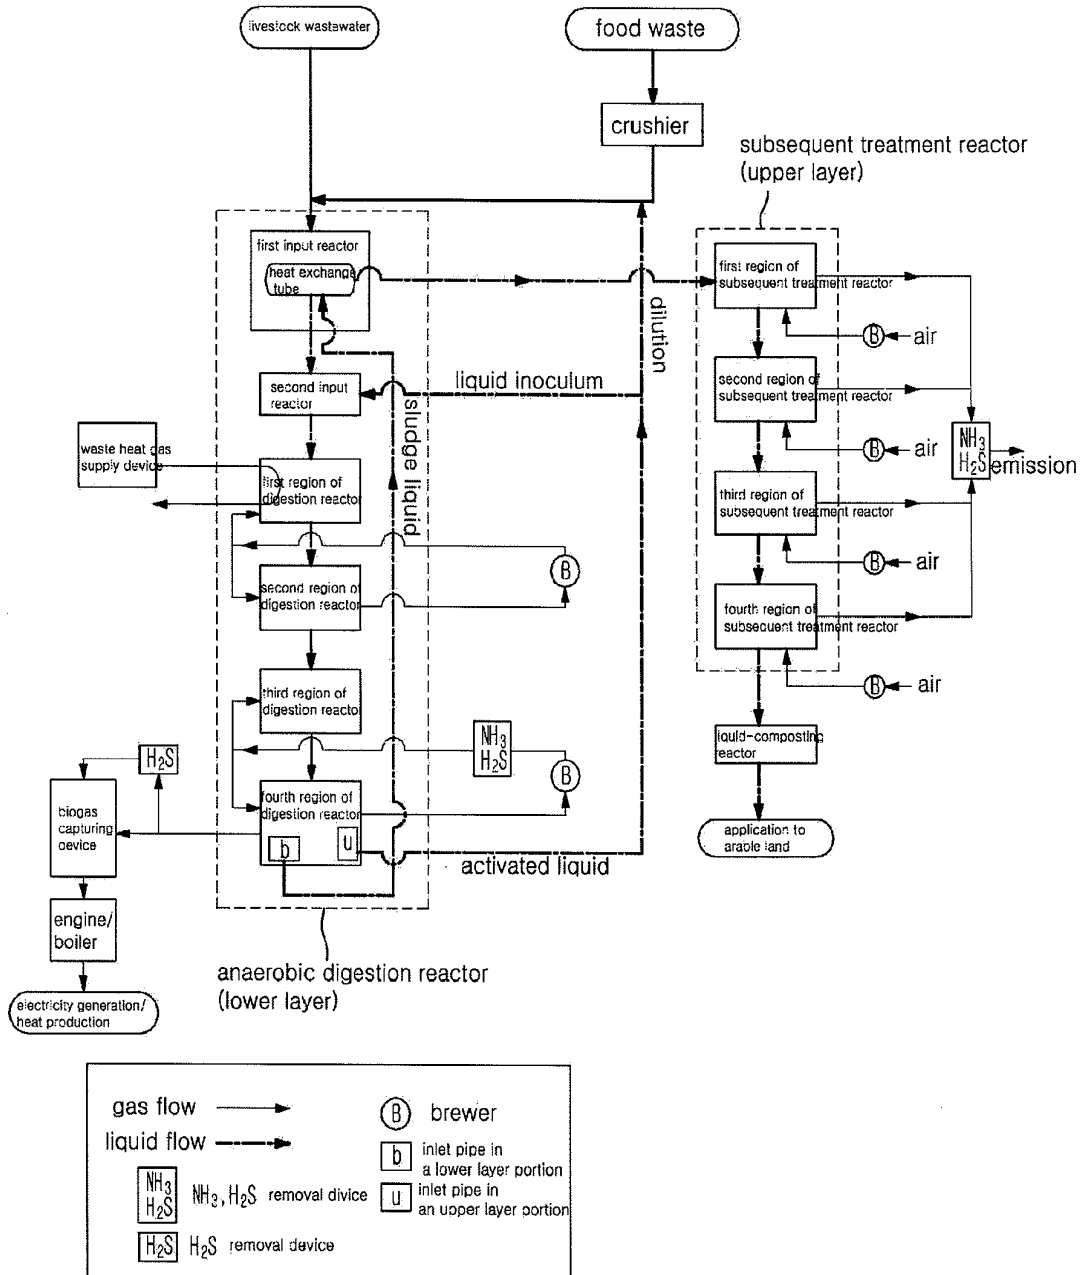 livestock wastewater
food waste
crushier
subsequent treatment reactor
(upper layer)
first input reactor
heat exchange
tube
first region of
subsequent treatment reactor
B
air
dilution
second input
reactor
liquid inoculum
sludge liquid
second region of
subsequent treatment reactor
B
air
NH3
H2S
emission
waste heat gas
supply device
first region of
digestion reactor
third region of
subsequent treatment reactor
B
air
B
second region of
digestion reactor
fourth region of
subsequent treatment reactor
B
air
third region of
digestion reactor
NH3
H2S
B
liquid-composting
reactor
H2S
biogas
capturing
device
fourth region of
digestion reactor
b
u
activated liquid
application to
arable land
engine/
boiler
electricity generation/
heat production
anaerobic digestion reactor
(lower layer)
gas flow
liquid flow
NH3
H2S
NH3, H2S removal divice
H2S
H2S removal device
B
brewer
b
inlet pipe in
a lower layer portion
u
inlet pipe in
an upper layer portion